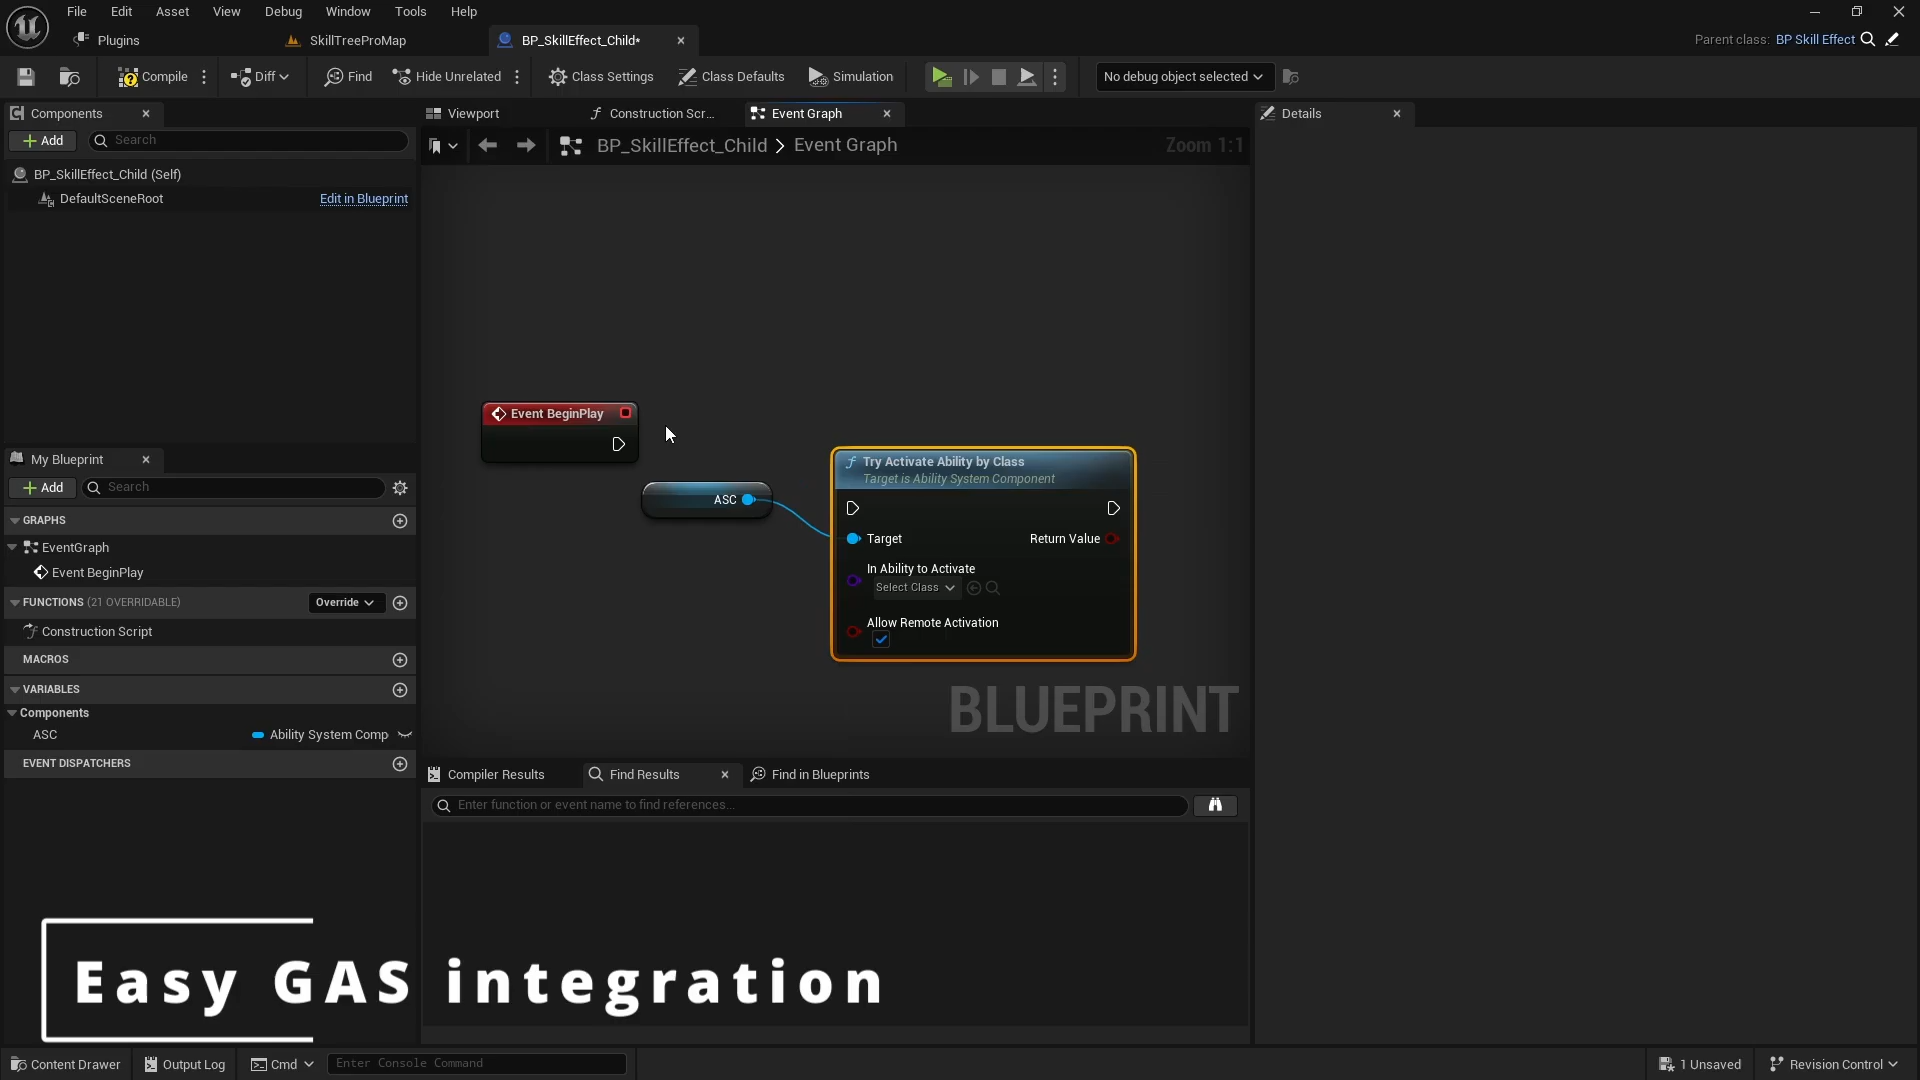 File Edit Asset View Debug Window Tools Help
Plugins SkillTreeProMap BP_SkillEffect_Child* Parent class: BP Skill Effect
Compile Diff Find Hide Unrelated Class Settings Class Defaults Simulation No debug object selected
Components Viewport Construction Scr... Event Graph Details
Add Search BP_SkillEffect_Child > Event Graph Zoom 1:1
BP_SkillEffect_Child (Self)
DefaultSceneRoot Edit in Blueprint
Event BeginPlay
My Blueprint
Add Search
Try Activate Ability by Class
Target is Ability System Component
ASC
Target Return Value
In Ability to Activate
Select Class
Allow Remote Activation
BLUEPRINT
GRAPHS
EventGraph
Event BeginPlay
FUNCTIONS (21 OVERRIDABLE) Override
Construction Script
MACROS
VARIABLES
Components
ASC Ability System Comp
EVENT DISPATCHERS
Compiler Results Find Results Find in Blueprints
Enter function or event name to find references...
Easy GAS integration
Content Drawer Output Log Cmd Enter Console Command 1 Unsaved Revision Control